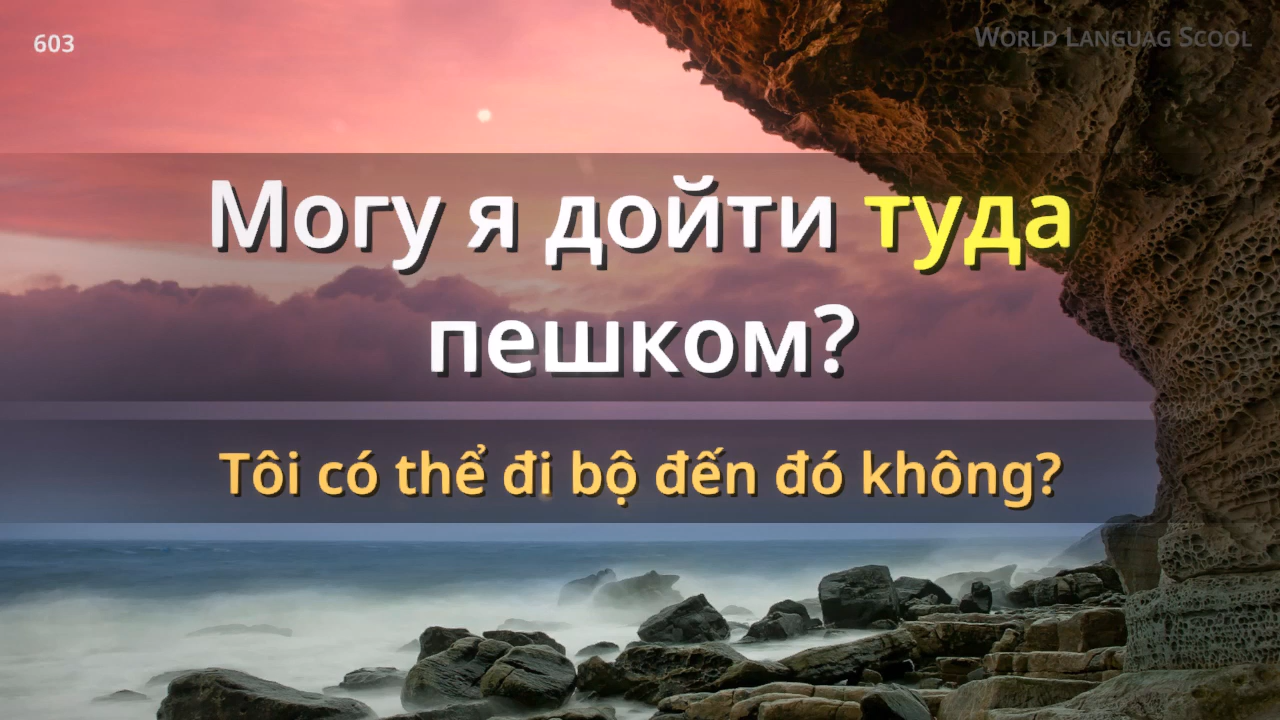 603
World Languag Scool
Могу я дойти туда
пешком?
Tôi có thể đi bộ đến đó không?